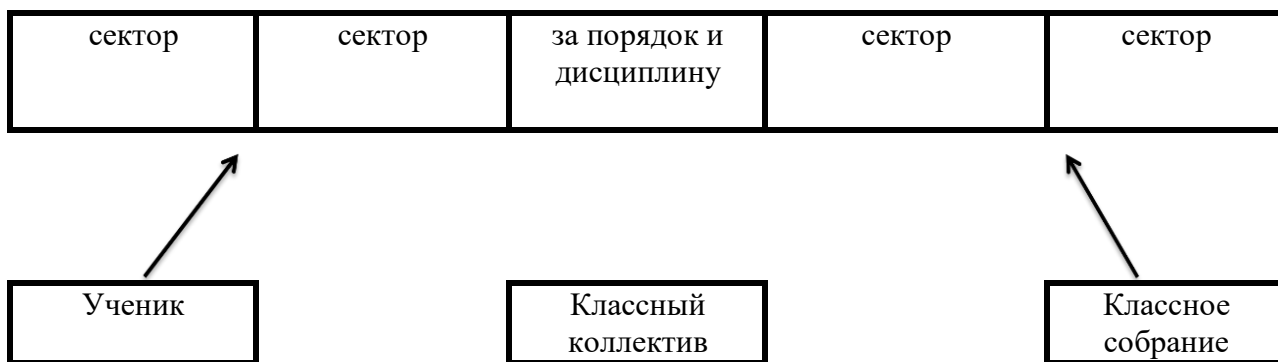 сектор
сектор
за порядок и
дисциплину
сектор
сектор
Ученик
Классный
коллектив
Классное
собрание